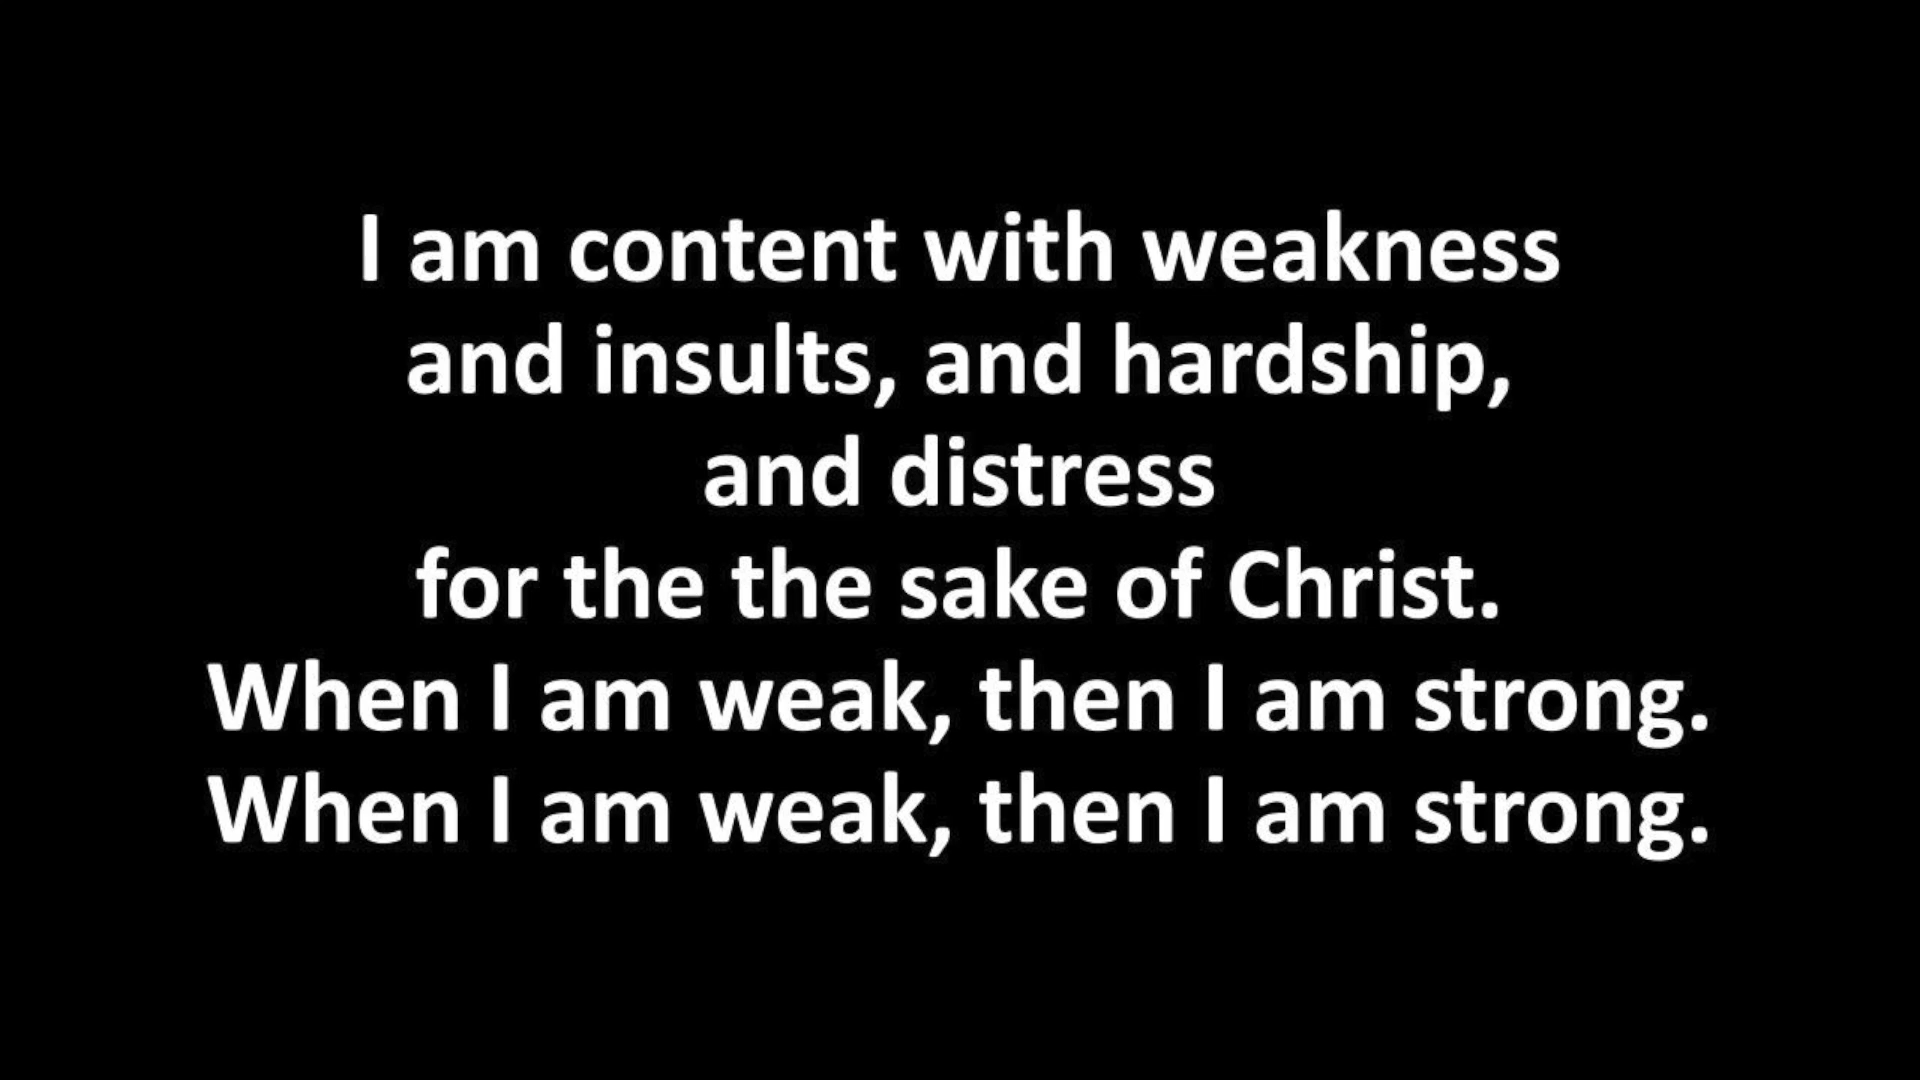 I am content with weakness
and insults, and hardship,
and distress
for the the sake of Christ.
When I am weak, then I am strong.
When I am weak, then I am strong.